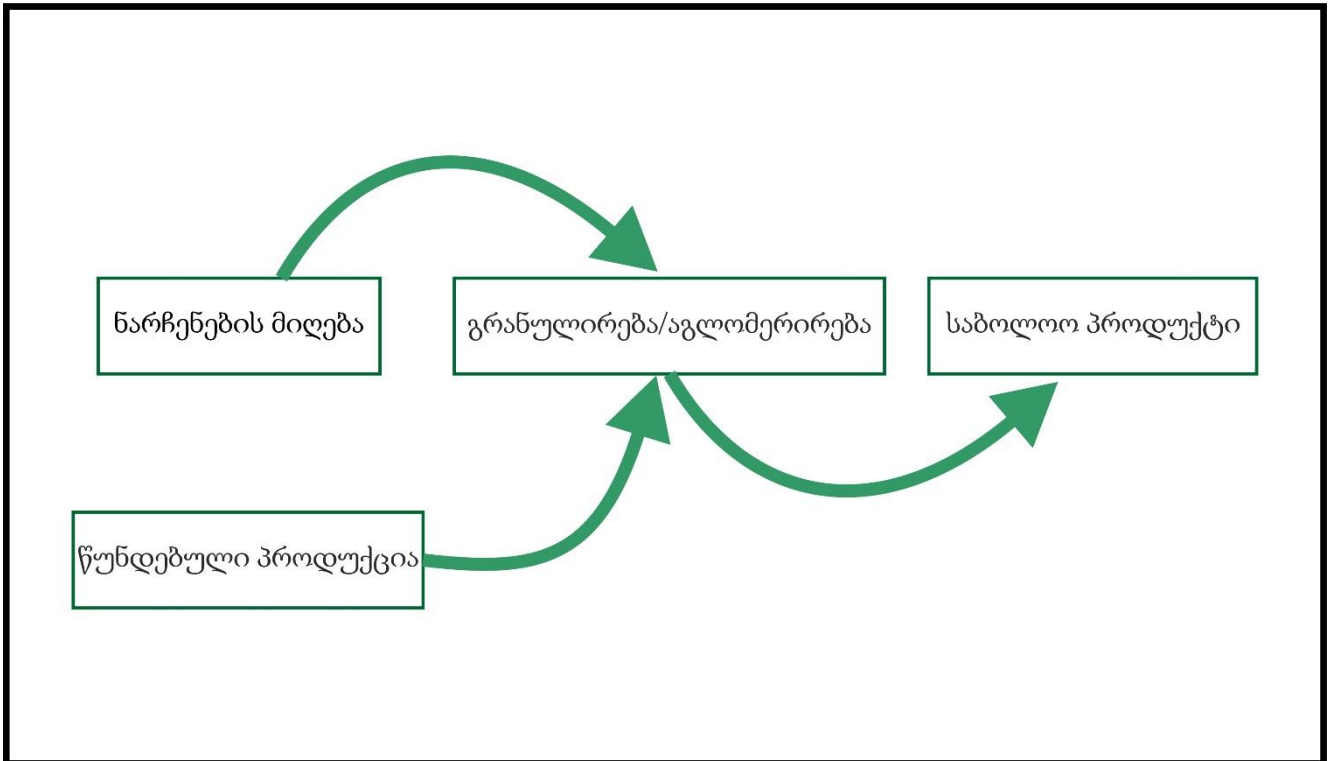 ნარჩენების მიღება
გრანულირება/აგლომერირება
საბოლოო პროდუქტი
წუნდებული პროდუქცია